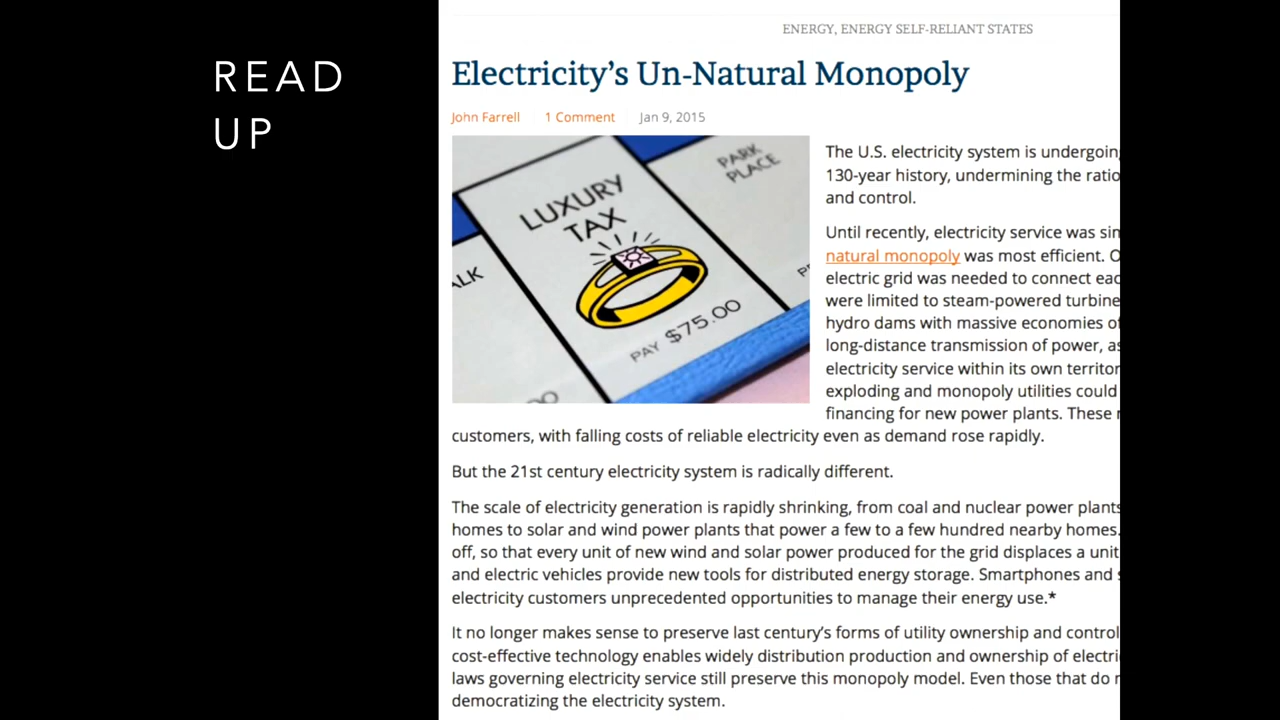 READ
UP
ENERGY, ENERGY SELF-RELIANT STATES
Electricity's Un-Natural Monopoly
John Farrell 1 Comment Jan 9, 2015
LUXURY
TAX
PAY $75.00
PARK
PLACE
ALK
The U.S. electricity system is undergoin
130-year history, undermining the ratio
and control.
Until recently, electricity service was sin
natural monopoly was most efficient. O
electric grid was needed to connect eac
were limited to steam-powered turbine
hydro dams with massive economies of
long-distance transmission of power, as
electricity service within its own territor
exploding and monopoly utilities could
financing for new power plants. These
customers, with falling costs of reliable electricity even as demand rose rapidly.
But the 21st century electricity system is radically different.
The scale of electricity generation is rapidly shrinking, from coal and nuclear power plants
homes to solar and wind power plants that power a few to a few hundred nearby homes.
off, so that every unit of new wind and solar power produced for the grid displaces a unit
and electric vehicles provide new tools for distributed energy storage. Smartphones and
electricity customers unprecedented opportunities to manage their energy use.*
It no longer makes sense to preserve last century's forms of utility ownership and control
cost-effective technology enables widely distribution production and ownership of electri
laws governing electricity service still preserve this monopoly model. Even those that do
democratizing the electricity system.